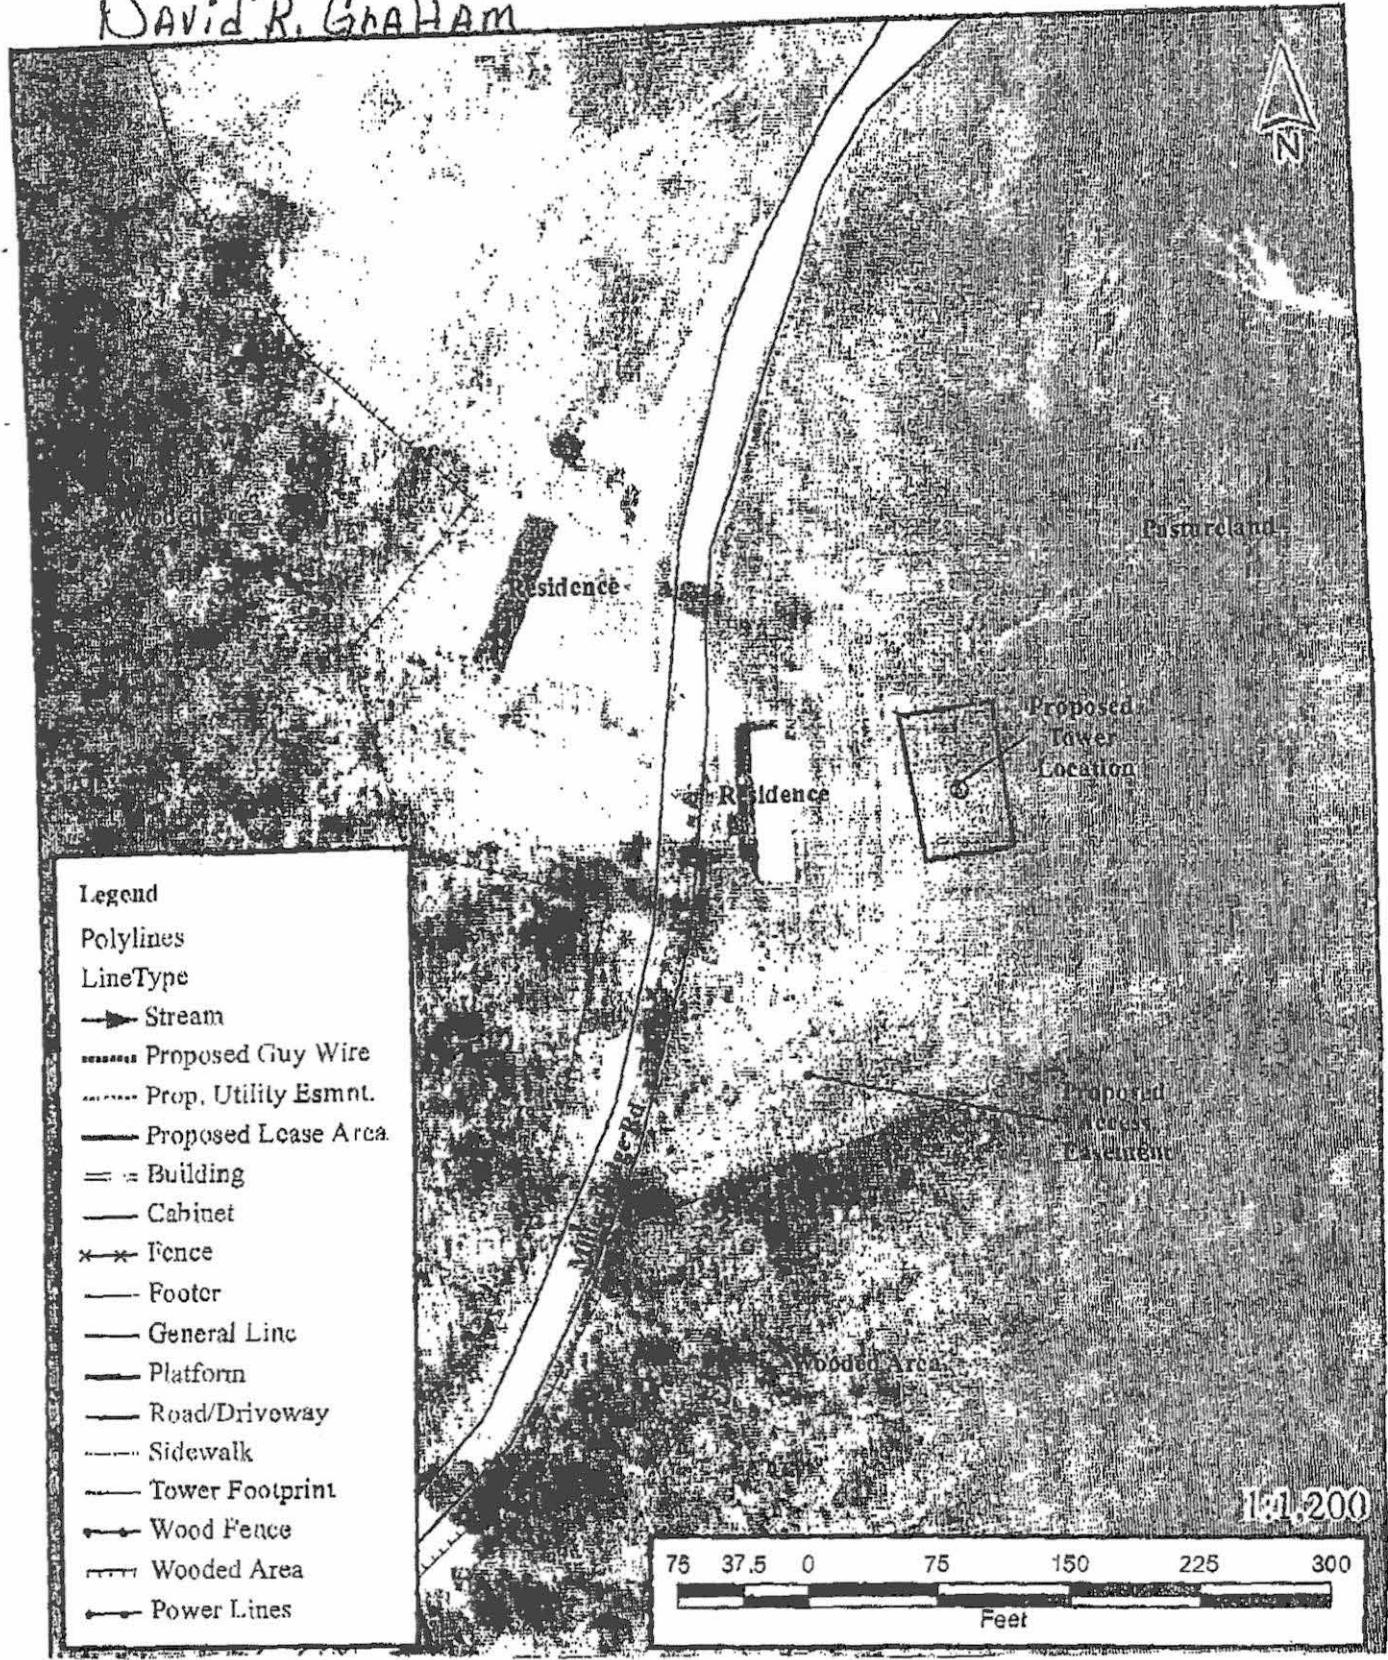 DAVid R. GRAHAM
N
Wooded
Residence
Pastureland
Proposed
Tower
Location
Residence
Proposed
Access
Easement
Wooded Area
Legend
Polylines
LineType
Stream
Proposed Guy Wire
Prop. Utility Esmnt.
Proposed Lease Area
Building
Cabinet
Fence
Footer
General Line
Platform
Road/Driveway
Sidewalk
Tower Footprint
Wood Fence
Wooded Area
Power Lines
1:1,200
75 37.5 0 75 150 225 300
Feet